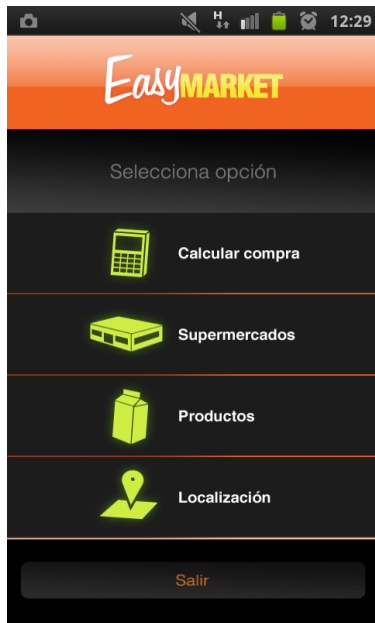 H 12:29
EasyMARKET
Selecciona opción
Calcular compra
Supermercados
Productos
Localización
Salir